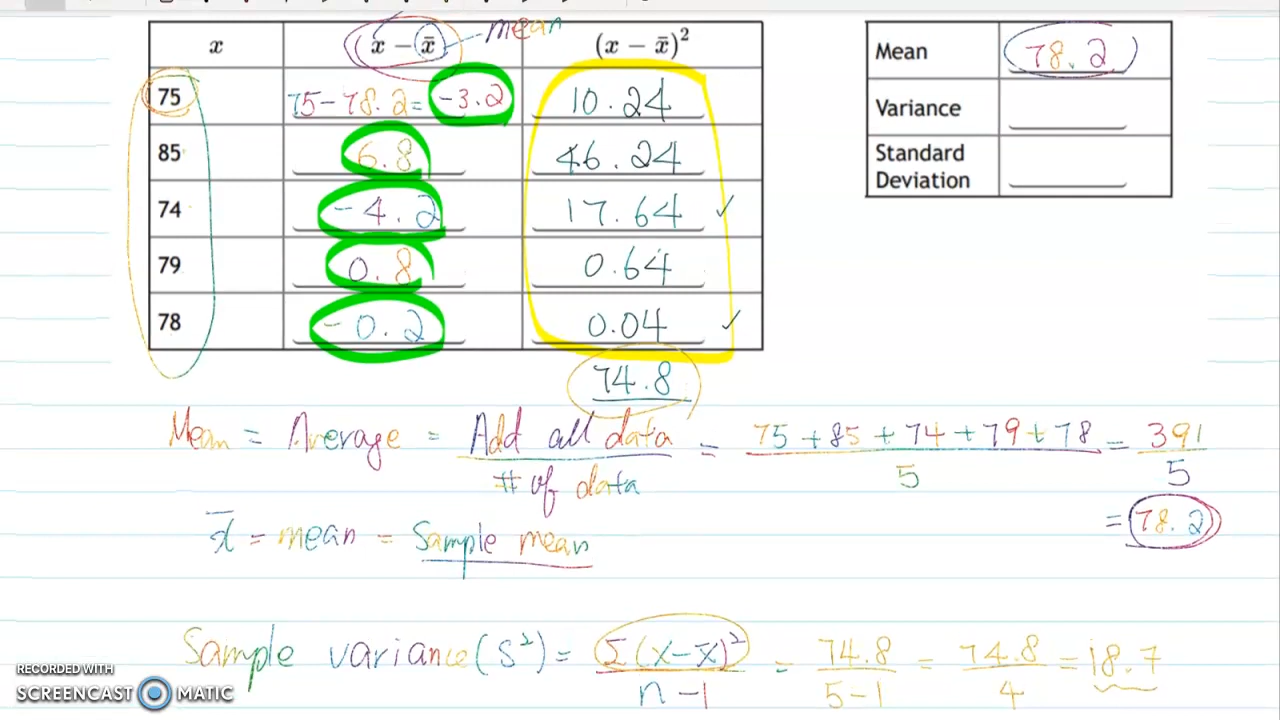 x (x − x̄) mean (x − x̄)²
75 75−78.2= −3.2 10.24
85 6.8 46.24
74 −4.2 17.64 ✓
79 0.8 0.64
78 −0.2 0.04 ✓
74.8
Mean 78.2
Variance
Standard
Deviation
Mean = Average = Add all data / # of data = 75+85+74+79+78 / 5 = 391 / 5
= 78.2
x̄ = mean = Sample mean
Sample variance (S²) = Σ(x−x̄)² / n−1 = 74.8 / 5−1 = 74.8 / 4 = 18.7
RECORDED WITH
SCREENCAST MATIC